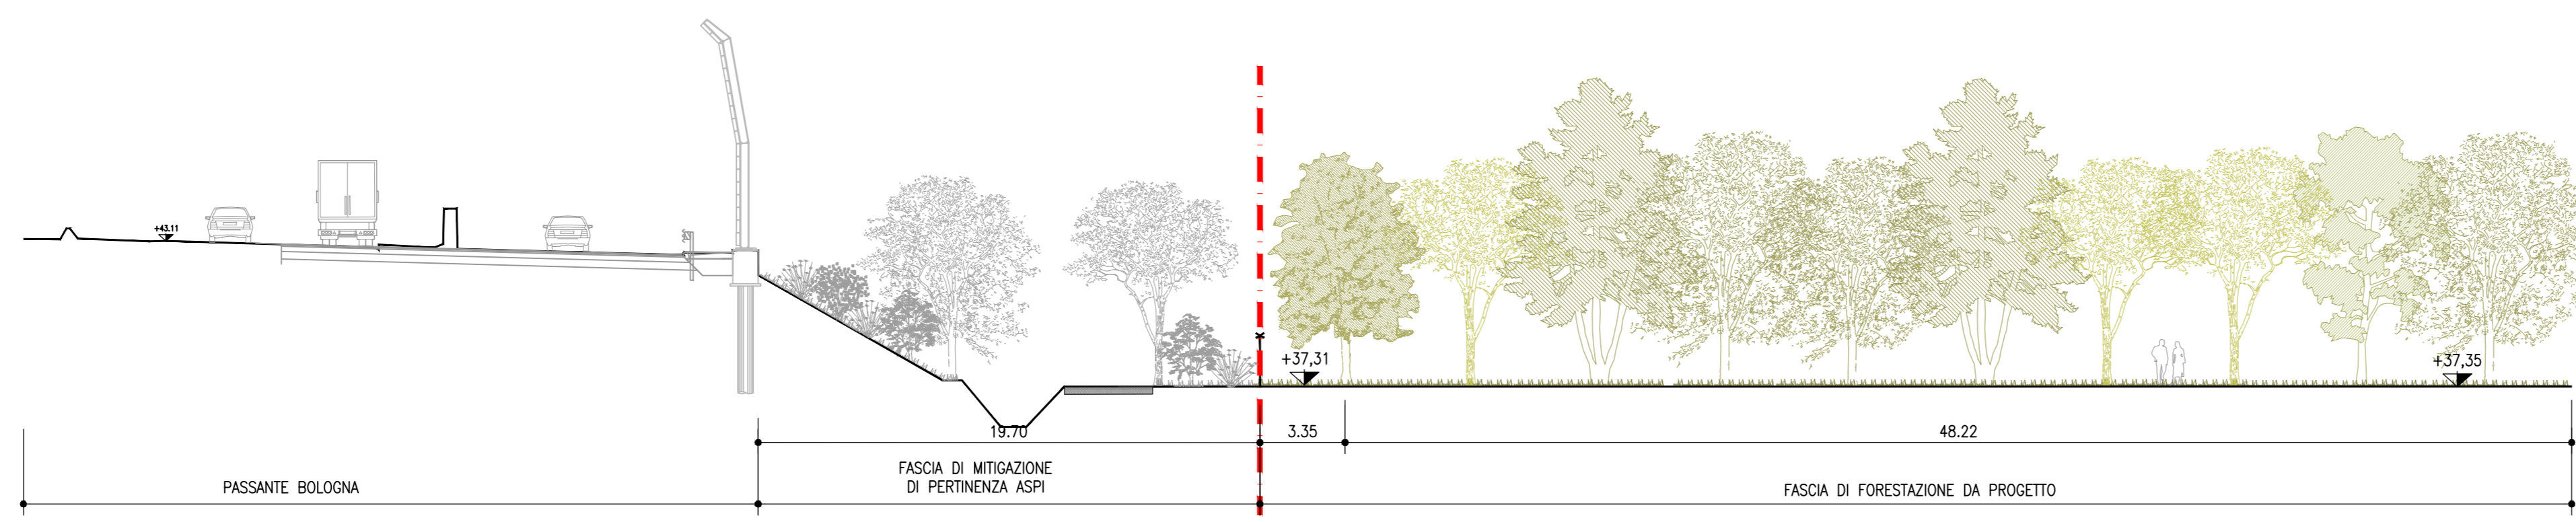 +43.11
+37,31
+37,35
19.70
3.35
48.22
PASSANTE BOLOGNA
FASCIA DI MITIGAZIONE
DI PERTINENZA ASPI
FASCIA DI FORESTAZIONE DA PROGETTO